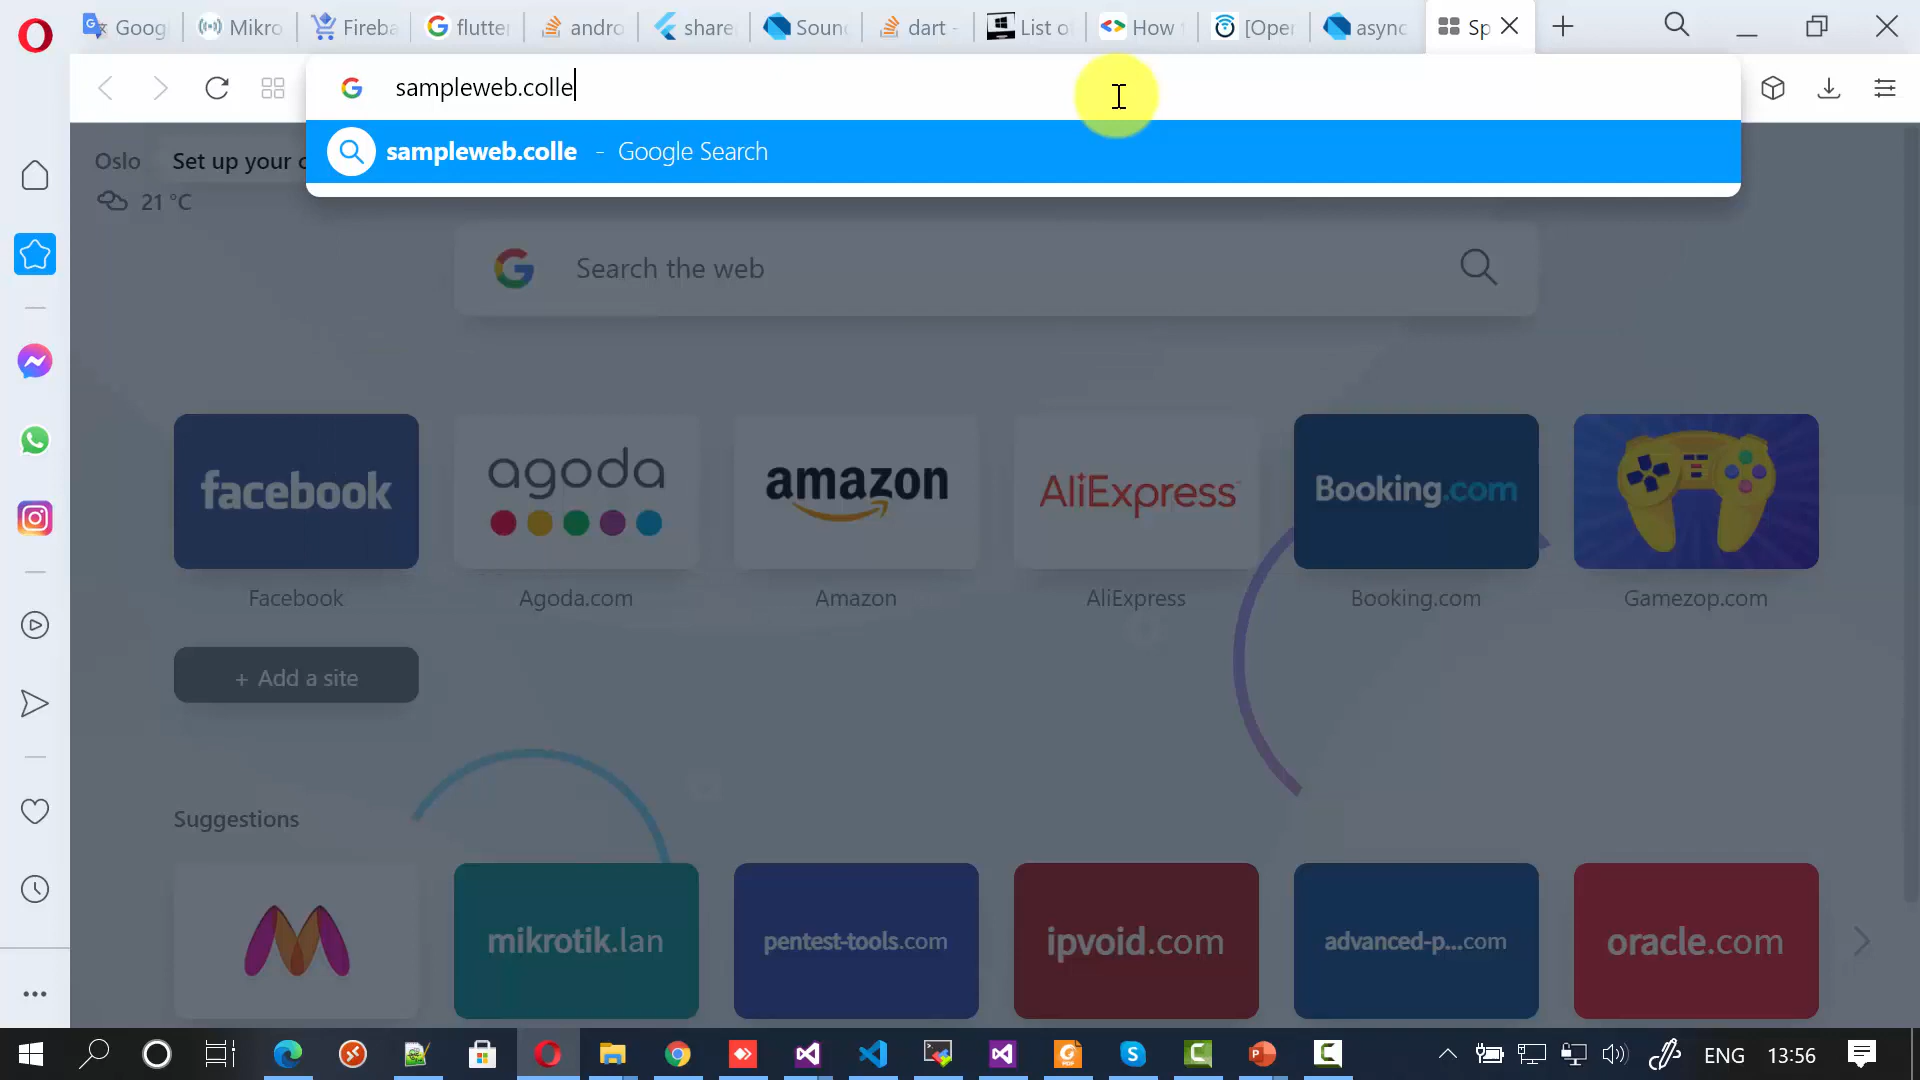 Goog
Mikro
Fireba
flutter
andro
share
Soun
dart -
List o
How
[Oper
async
Sp
sampleweb.colle
sampleweb.colle - Google Search
Oslo
Set up your c
21 °C
Search the web
facebook
agoda
amazon
AliExpress
Booking.com
Facebook
Agoda.com
Amazon
AliExpress
Booking.com
Gamezop.com
+ Add a site
Suggestions
mikrotik.lan
pentest-tools.com
ipvoid.com
advanced-p...com
oracle.com
ENG
13:56